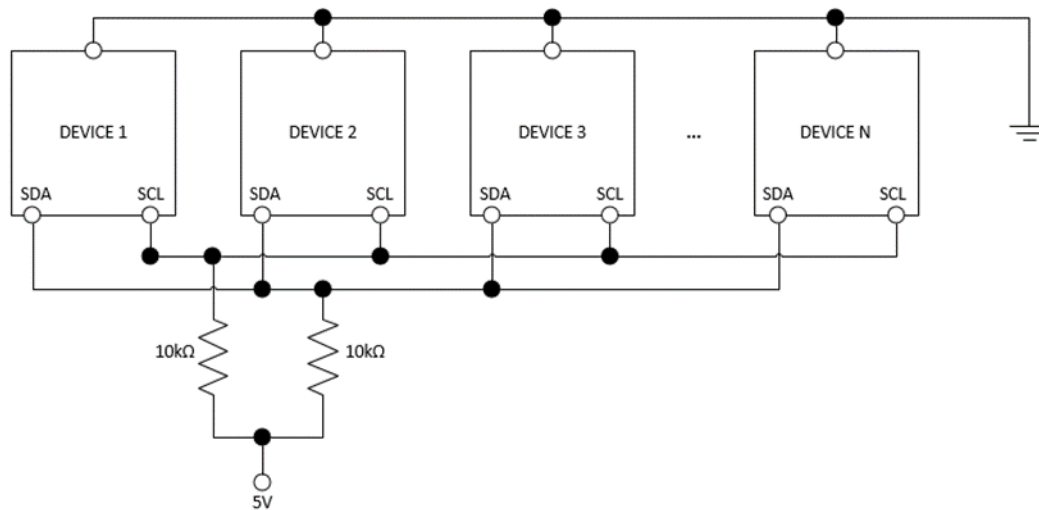 DEVICE 1
DEVICE 2
DEVICE 3
...
DEVICE N
SDA
SCL
SDA
SCL
SDA
SCL
SDA
SCL
10kΩ
10kΩ
5V